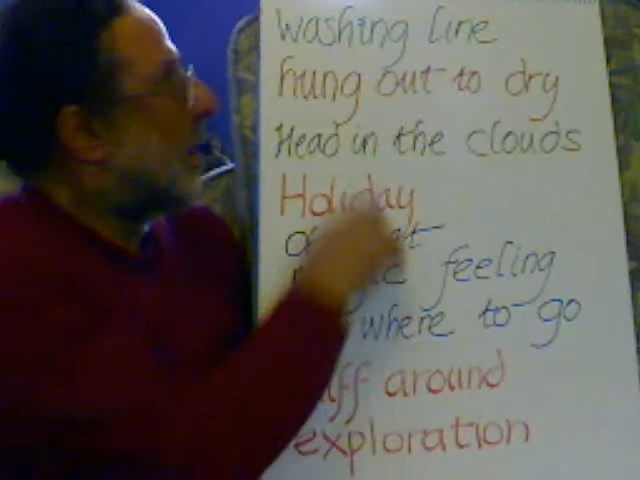 washing line
hung out to dry
Head in the clouds
Holiday
feeling
where to go
around
exploration